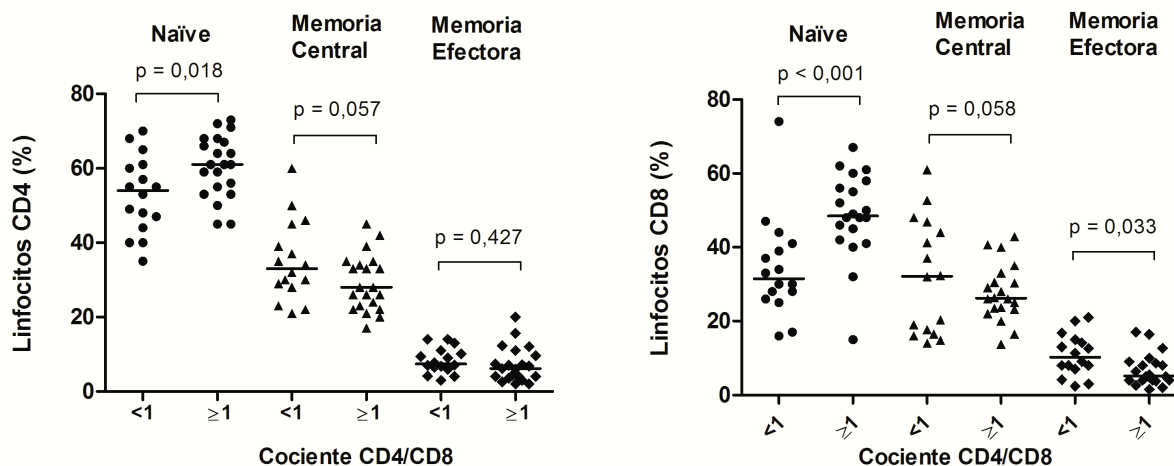 Naïve
Memoria
Central
Memoria
Efectora
p = 0,018
p = 0,057
p = 0,427
Linfocitos CD4 (%)
80
60
40
20
0
<1
≥1
<1
≥1
<1
≥1
Cociente CD4/CD8
Naïve
Memoria
Central
Memoria
Efectora
p < 0,001
p = 0,058
p = 0,033
Linfocitos CD8 (%)
80
60
40
20
0
<1
≥1
<1
≥1
<1
≥1
Cociente CD4/CD8